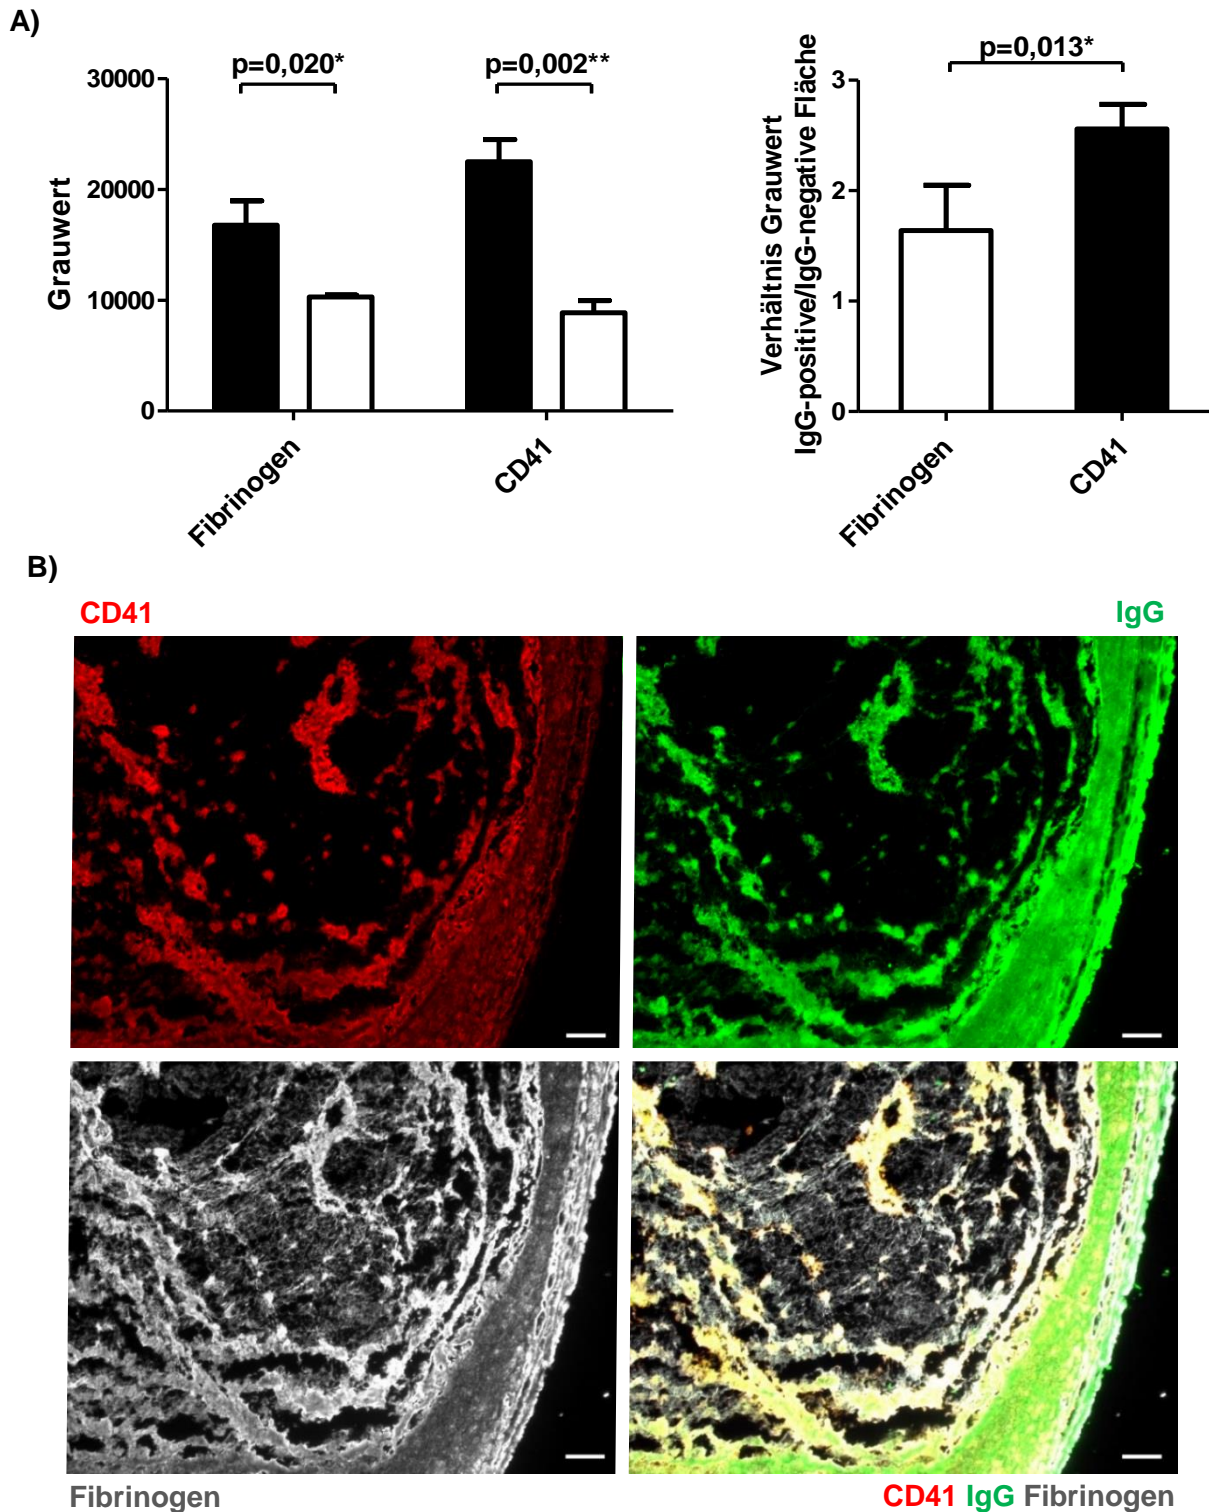 A)
p=0,020*
p=0,002**
30000
20000
10000
0
Grauwert
Fibrinogen
CD41
p=0,013*
Verhältnis Grauwert
IgG-positive/IgG-negative Fläche
3
2
1
0
Fibrinogen
CD41
B)
CD41
IgG
Fibrinogen
CD41 IgG Fibrinogen